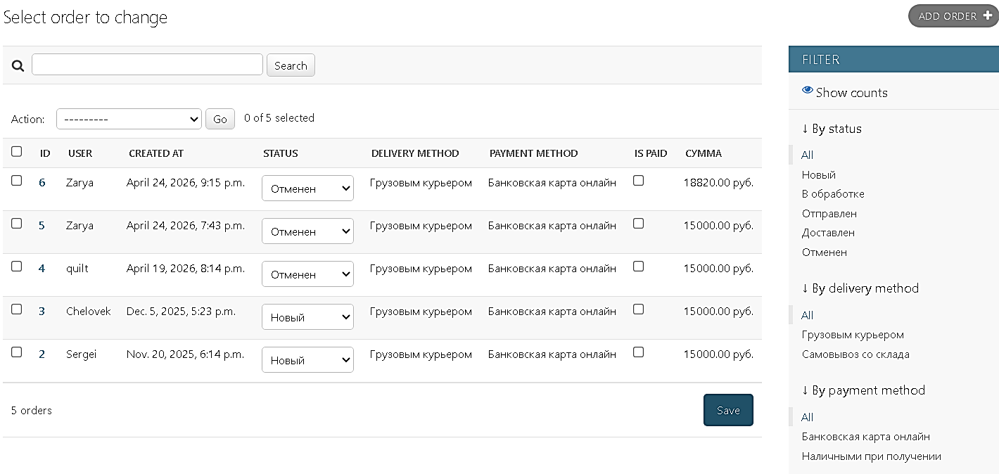 Select order to change
ADD ORDER
Search
FILTER
Show counts
Action: --------- Go 0 of 5 selected
ID USER CREATED AT STATUS DELIVERY METHOD PAYMENT METHOD IS PAID СУММА
6 Zarya April 24, 2026, 9:15 p.m. Отменен Грузовым курьером Банковская карта онлайн 18820.00 руб.
5 Zarya April 24, 2026, 7:43 p.m. Отменен Грузовым курьером Банковская карта онлайн 15000.00 руб.
4 quilt April 19, 2026, 8:14 p.m. Отменен Грузовым курьером Банковская карта онлайн 15000.00 руб.
3 Chelovek Dec. 5, 2025, 5:23 p.m. Новый Грузовым курьером Банковская карта онлайн 15000.00 руб.
2 Sergei Nov. 20, 2025, 6:14 p.m. Новый Грузовым курьером Банковская карта онлайн 15000.00 руб.
5 orders
Save
↓ By status
All
Новый
В обработке
Отправлен
Доставлен
Отменен
↓ By delivery method
All
Грузовым курьером
Самовывоз со склада
↓ By payment method
All
Банковская карта онлайн
Наличными при получении